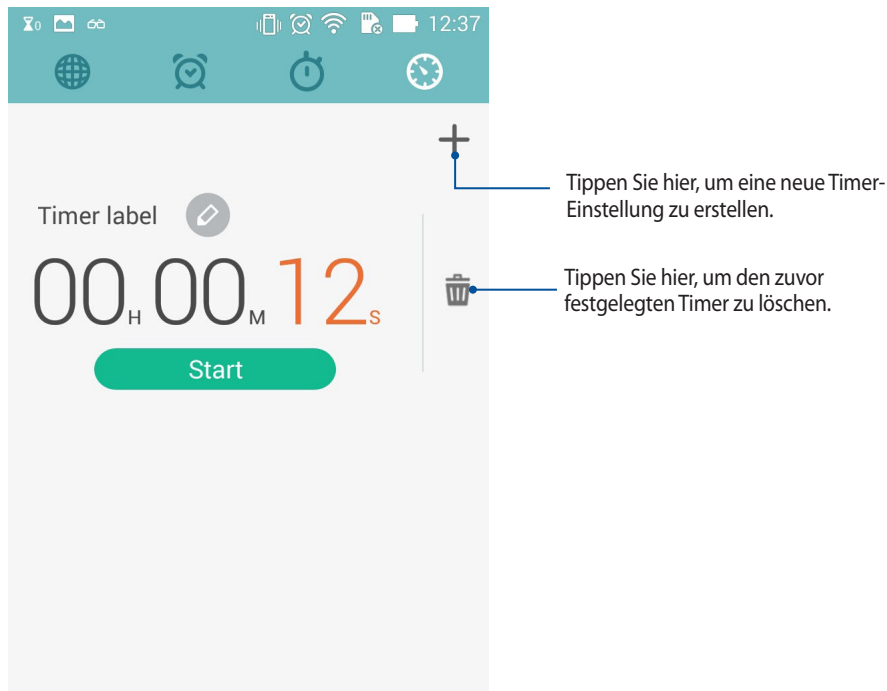 0 12:37
Tippen Sie hier, um eine neue Timer-
Einstellung zu erstellen.
Timer label
Tippen Sie hier, um den zuvor
festgelegten Timer zu löschen.
00H 00M 12S
Start